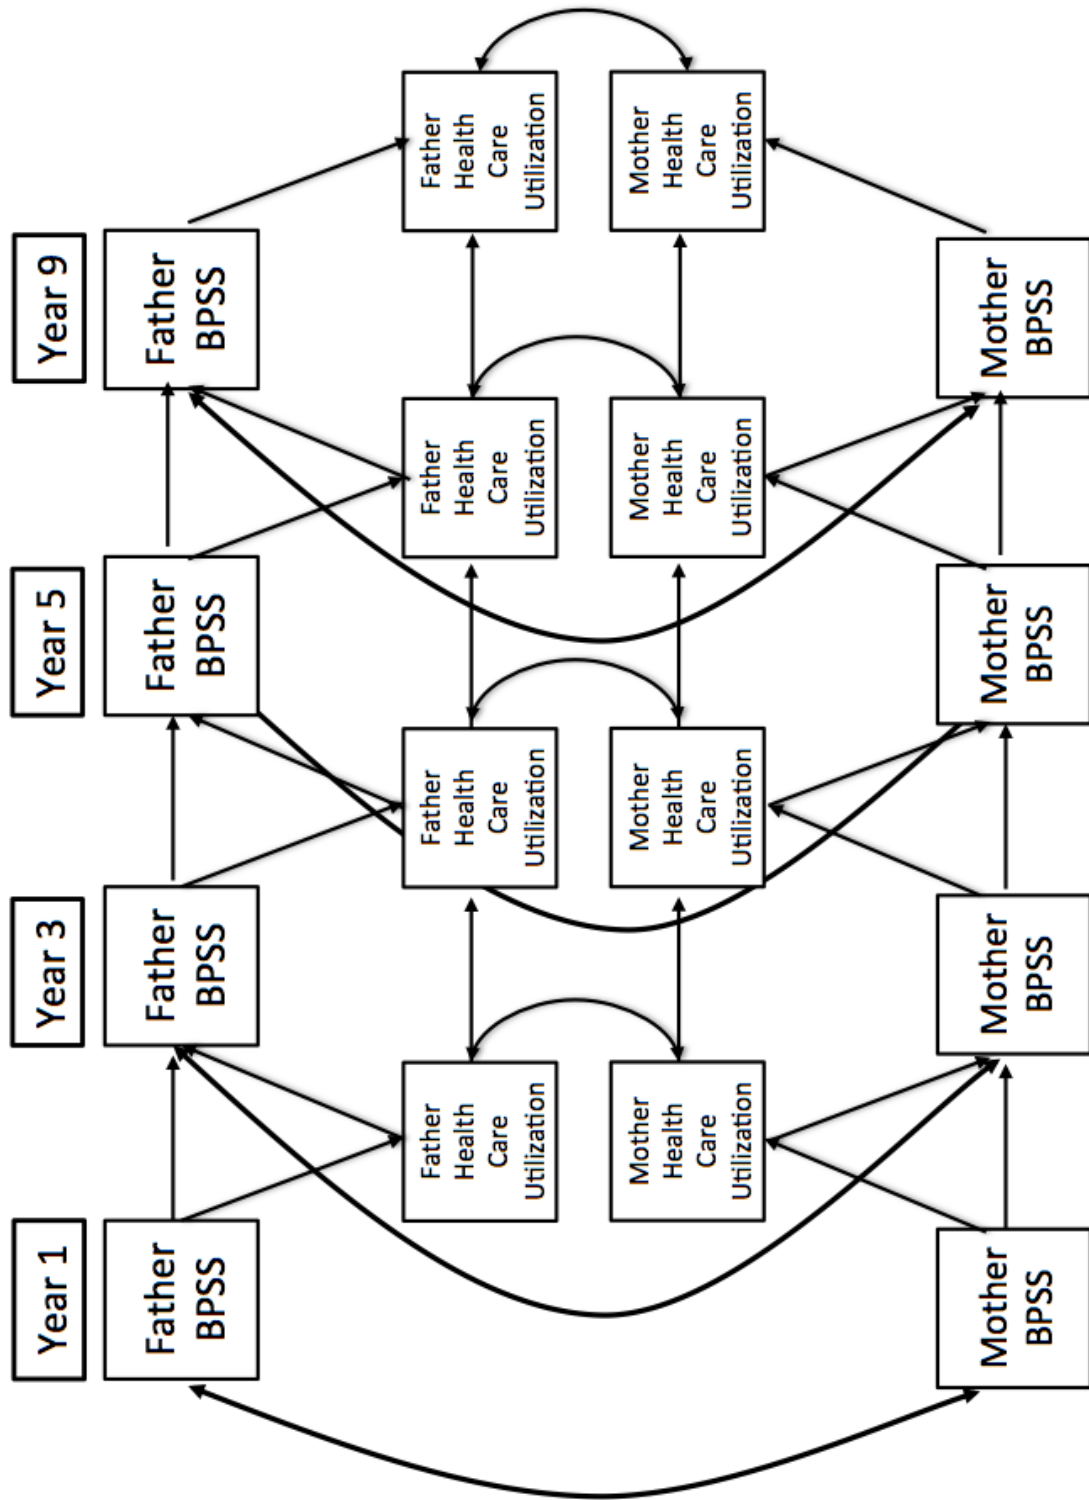 Year 1
Year 3
Year 5
Year 9
Father
BPSS
Father
BPSS
Father
BPSS
Father
BPSS
Father
Health
Care
Utilization
Father
Health
Care
Utilization
Father
Health
Care
Utilization
Father
Health
Care
Utilization
Mother
Health
Care
Utilization
Mother
Health
Care
Utilization
Mother
Health
Care
Utilization
Mother
Health
Care
Utilization
Mother
BPSS
Mother
BPSS
Mother
BPSS
Mother
BPSS